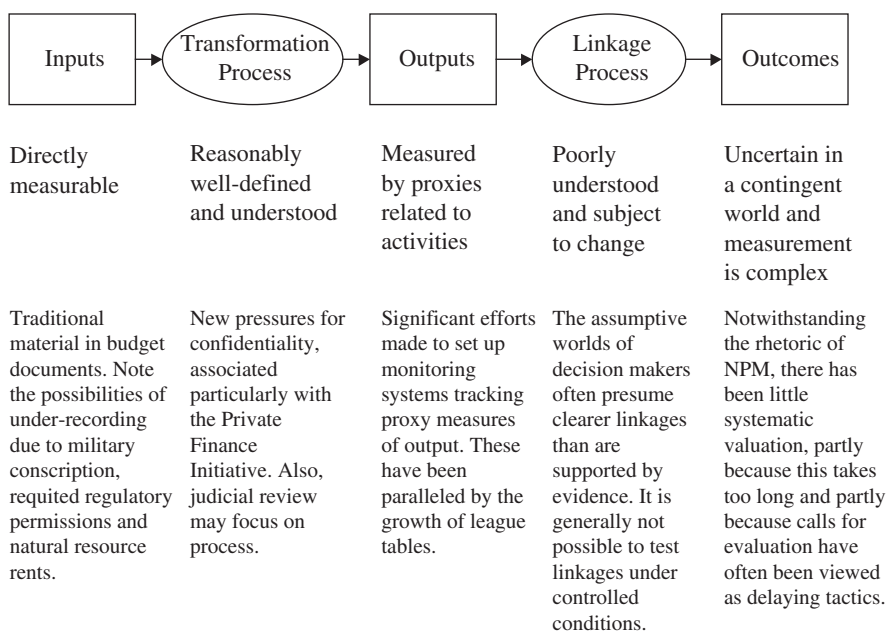 Inputs
Transformation
Process
Outputs
Linkage
Process
Outcomes
Directly
measurable
Reasonably
well-defined
and understood
Measured
by proxies
related to
activities
Poorly
understood
and subject
to change
Uncertain in
a contingent
world and
measurement
is complex
Traditional
material in budget
documents. Note
the possibilities of
under-recording
due to military
conscription,
requited regulatory
permissions and
natural resource
rents.
New pressures for
confidentiality,
associated
particularly with
the Private
Finance
Initiative. Also,
judicial review
may focus on
process.
Significant efforts
made to set up
monitoring
systems tracking
proxy measures
of output. These
have been
paralleled by the
growth of league
tables.
The assumptive
worlds of
decision makers
often presume
clearer linkages
than are
supported by
evidence. It is
generally not
possible to test
linkages under
controlled
conditions.
Notwithstanding
the rhetoric of
NPM, there has
been little
systematic
valuation, partly
because this takes
too long and partly
because calls for
evaluation have
often been viewed
as delaying tactics.